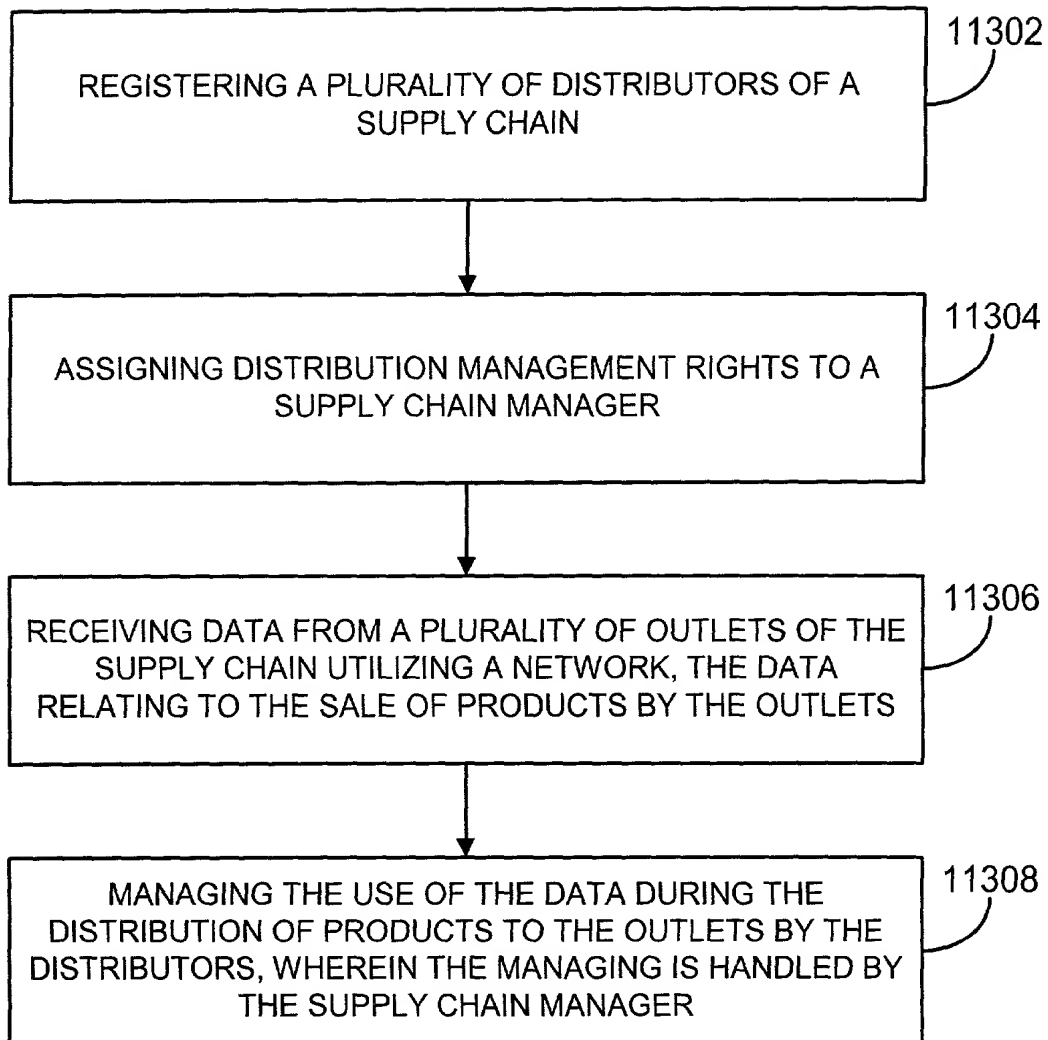 11302
REGISTERING A PLURALITY OF DISTRIBUTORS OF A
SUPPLY CHAIN
11304
ASSIGNING DISTRIBUTION MANAGEMENT RIGHTS TO A
SUPPLY CHAIN MANAGER
11306
RECEIVING DATA FROM A PLURALITY OF OUTLETS OF THE
SUPPLY CHAIN UTILIZING A NETWORK, THE DATA
RELATING TO THE SALE OF PRODUCTS BY THE OUTLETS
11308
MANAGING THE USE OF THE DATA DURING THE
DISTRIBUTION OF PRODUCTS TO THE OUTLETS BY THE
DISTRIBUTORS, WHEREIN THE MANAGING IS HANDLED BY
THE SUPPLY CHAIN MANAGER